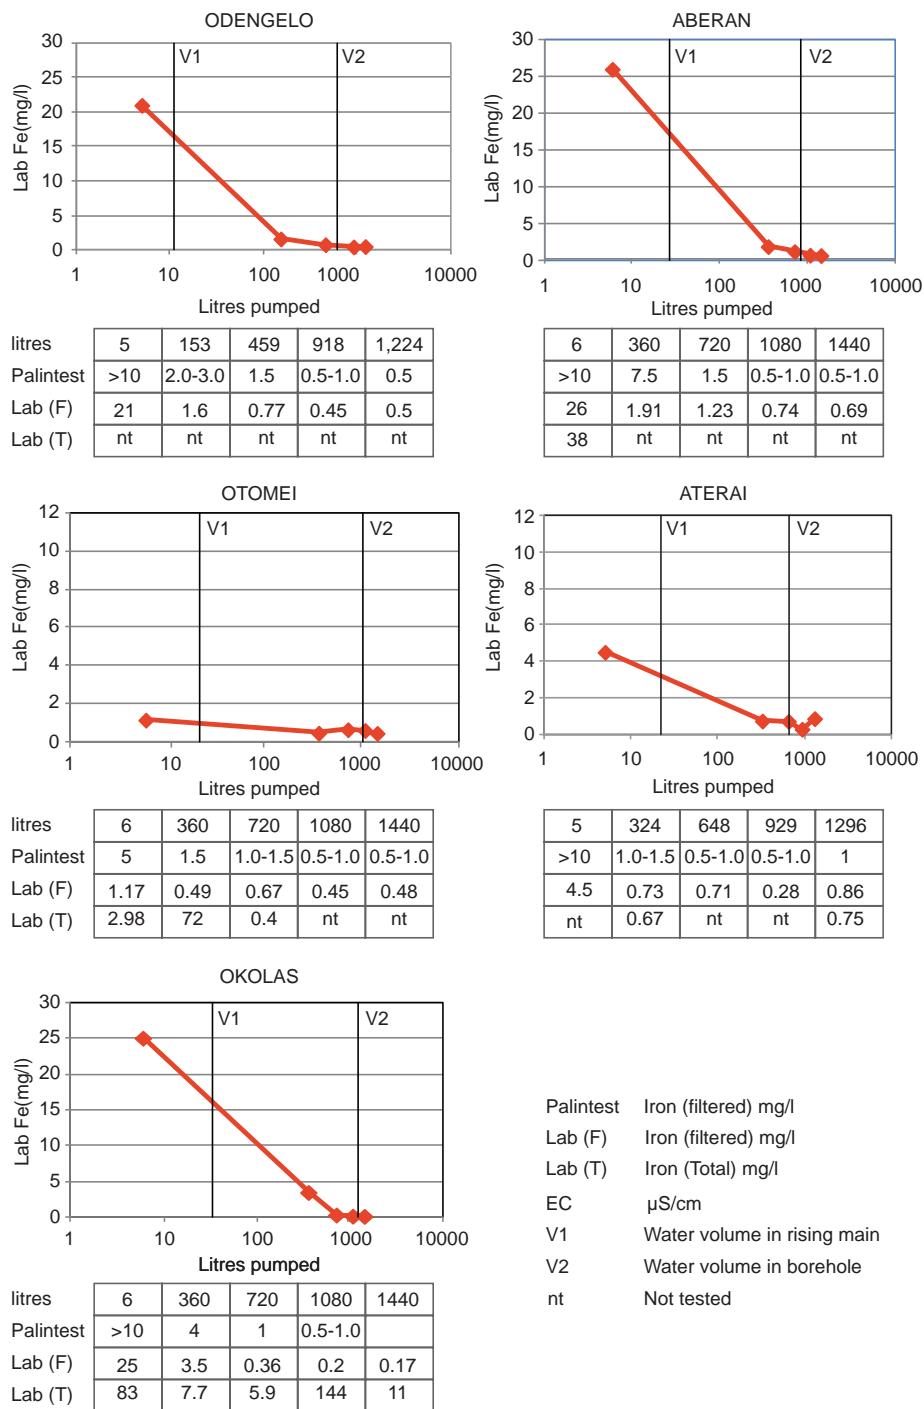 ODENGELO
Lab Fe(mg/l)
30
25
20
15
10
5
0
V1
V2
1
10
100
1000
10000
Litres pumped
litres 5 153 459 918 1,224
Palintest >10 2.0-3.0 1.5 0.5-1.0 0.5
Lab (F) 21 1.6 0.77 0.45 0.5
Lab (T) nt nt nt nt nt
ABERAN
Lab Fe(mg/l)
30
25
20
15
10
5
0
V1
V2
1
10
100
1000
10000
Litres pumped
6 360 720 1080 1440
>10 7.5 1.5 0.5-1.0 0.5-1.0
26 1.91 1.23 0.74 0.69
38 nt nt nt nt
OTOMEI
Lab Fe(mg/l)
12
10
8
6
4
2
0
V1
V2
1
10
100
1000
10000
Litres pumped
litres 6 360 720 1080 1440
Palintest 5 1.5 1.0-1.5 0.5-1.0 0.5-1.0
Lab (F) 1.17 0.49 0.67 0.45 0.48
Lab (T) 2.98 72 0.4 nt nt
ATERAI
Lab Fe(mg/l)
12
10
8
6
4
2
0
V1
V2
1
10
100
1000
10000
Litres pumped
5 324 648 929 1296
>10 1.0-1.5 0.5-1.0 0.5-1.0 1
4.5 0.73 0.71 0.28 0.86
nt 0.67 nt nt 0.75
OKOLAS
Lab Fe(mg/l)
30
25
20
15
10
5
0
V1
V2
1
10
100
1000
10000
Litres pumped
litres 6 360 720 1080 1440
Palintest >10 4 1 0.5-1.0
Lab (F) 25 3.5 0.36 0.2 0.17
Lab (T) 83 7.7 5.9 144 11
Palintest Iron (filtered) mg/l
Lab (F) Iron (filtered) mg/l
Lab (T) Iron (Total) mg/l
EC µS/cm
V1 Water volume in rising main
V2 Water volume in borehole
nt Not tested